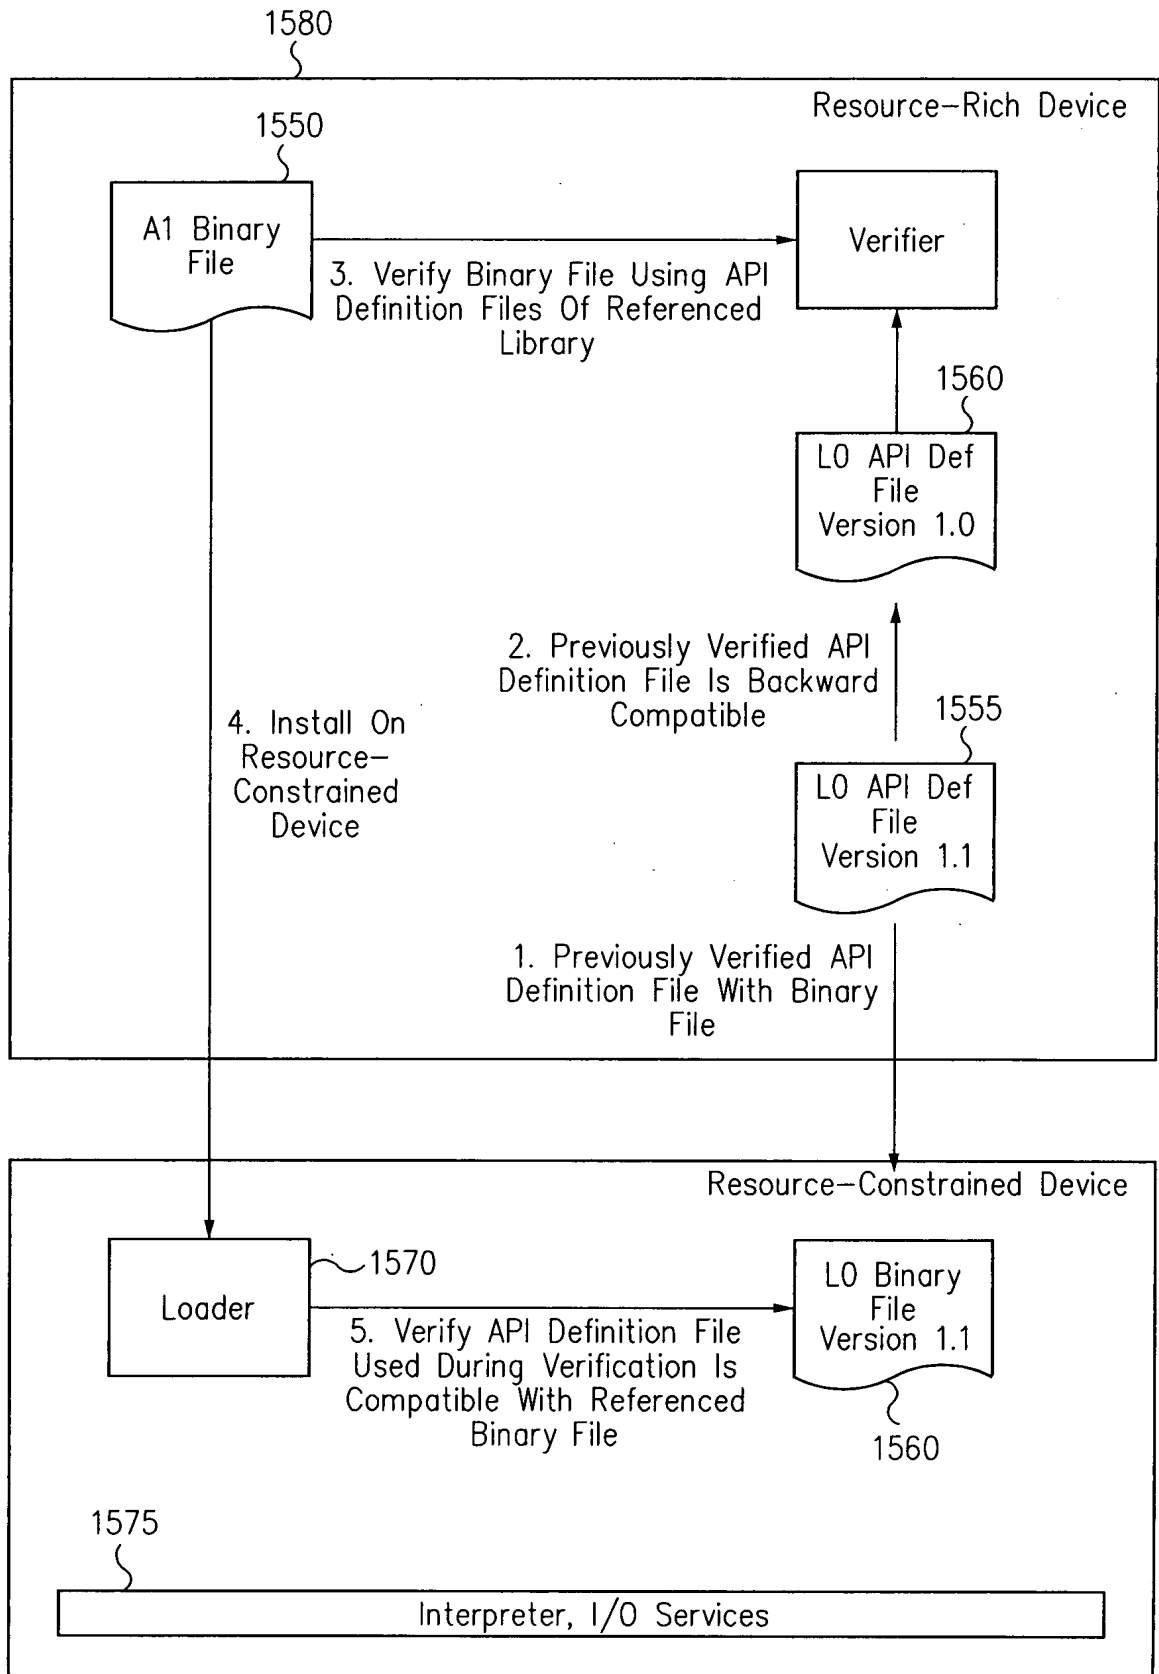 1580
Resource-Rich Device
1550
A1 Binary
File
Verifier
3. Verify Binary File Using API
Definition Files Of Referenced
Library
1560
L0 API Def
File
Version 1.0
2. Previously Verified API
Definition File Is Backward
Compatible
1555
4. Install On
Resource-
Constrained
Device
L0 API Def
File
Version 1.1
1. Previously Verified API
Definition File With Binary
File
Resource-Constrained Device
Loader
1570
L0 Binary
File
Version 1.1
5. Verify API Definition File
Used During Verification Is
Compatible With Referenced
Binary File
1560
1575
Interpreter, I/O Services